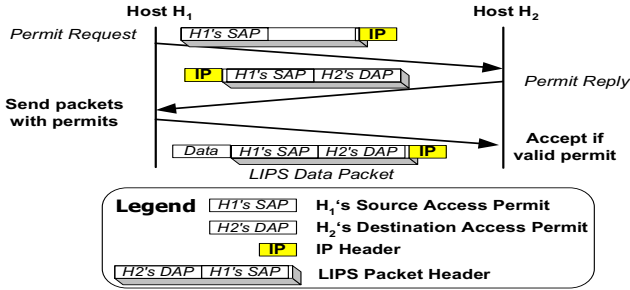 Host H1 Host H2
Permit Request H1's SAP IP
IP H1's SAP H2's DAP Permit Reply
Send packets
with permits
Accept if
valid permit
Data H1's SAP H2's DAP IP
LIPS Data Packet
Legend H1's SAP H1's Source Access Permit
H2's DAP H2's Destination Access Permit
IP IP Header
H2's DAP H1's SAP LIPS Packet Header